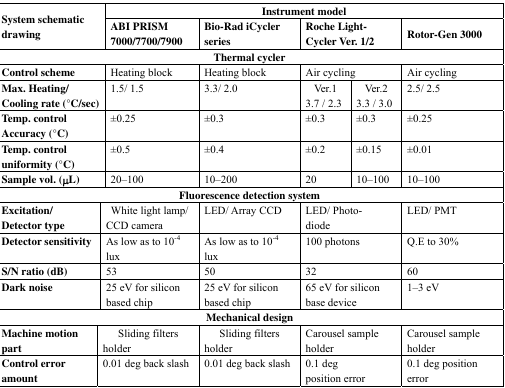 System schematic drawing | Instrument model
ABI PRISM 7000/7700/7900 | Bio-Rad iCycler series | Roche Light-Cycler Ver. 1/2 | Rotor-Gen 3000
Thermal cycler
Control scheme | Heating block | Heating block | Air cycling | Air cycling
Max. Heating/ Cooling rate (°C/sec) | 1.5/ 1.5 | 3.3/ 2.0 | Ver.1 3.7 / 2.3 | Ver.2 3.3 / 3.0 | 2.5/ 2.5
Temp. control Accuracy (°C) | ±0.25 | ±0.3 | ±0.3 | ±0.3 | ±0.25
Temp. control uniformity (°C) | ±0.5 | ±0.4 | ±0.2 | ±0.15 | ±0.01
Sample vol. (µL) | 20–100 | 10–200 | 20 | 10–100 | 10–100
Fluorescence detection system
Excitation/ Detector type | White light lamp/ CCD camera | LED/ Array CCD | LED/ Photo-diode | LED/ PMT
Detector sensitivity | As low as to 10⁻⁴ lux | As low as to 10⁻⁴ lux | 100 photons | Q.E to 30%
S/N ratio (dB) | 53 | 50 | 32 | 60
Dark noise | 25 eV for silicon based chip | 25 eV for silicon based chip | 65 eV for silicon base device | 1–3 eV
Mechanical design
Machine motion part | Sliding filters holder | Sliding filters holder | Carousel sample holder | Carousel sample holder
Control error amount | 0.01 deg back slash | 0.01 deg back slash | 0.1 deg position error | 0.1 deg position error